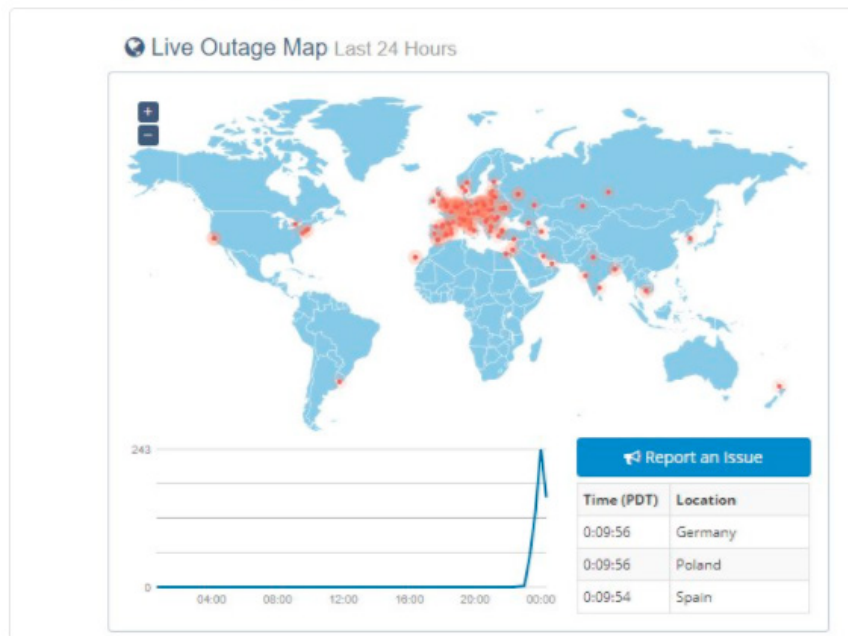 Live Outage Map Last 24 Hours
+
−
243
0
04:00 08:00 12:00 16:00 20:00 00:00
Report an Issue
Time (PDT) Location
0:09:56 Germany
0:09:56 Poland
0:09:54 Spain